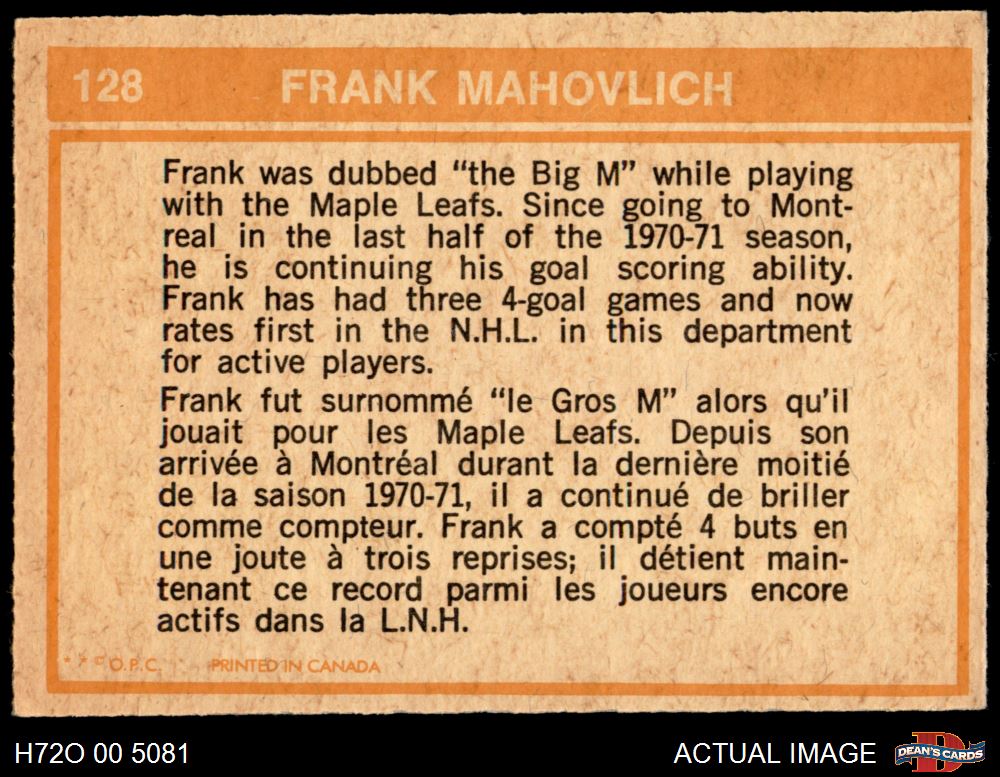 128 FRANK MAHOVLICH
Frank was dubbed “the Big M” while playing
with the Maple Leafs. Since going to Mont-
real in the last half of the 1970-71 season,
he is continuing his goal scoring ability.
Frank has had three 4-goal games and now
rates first in the N.H.L. in this department
for active players.
Frank fut surnommé “le Gros M” alors qu’il
jouait pour les Maple Leafs. Depuis son
arrivée à Montréal durant la dernière moitié
de la saison 1970-71, il a continué de briller
comme compteur. Frank a compté 4 buts en
une joute à trois reprises; il détient main-
tenant ce record parmi les joueurs encore
actifs dans la L.N.H.
* * © O.P.C. PRINTED IN CANADA
H72O 00 5081 ACTUAL IMAGE DEAN'S CARDS